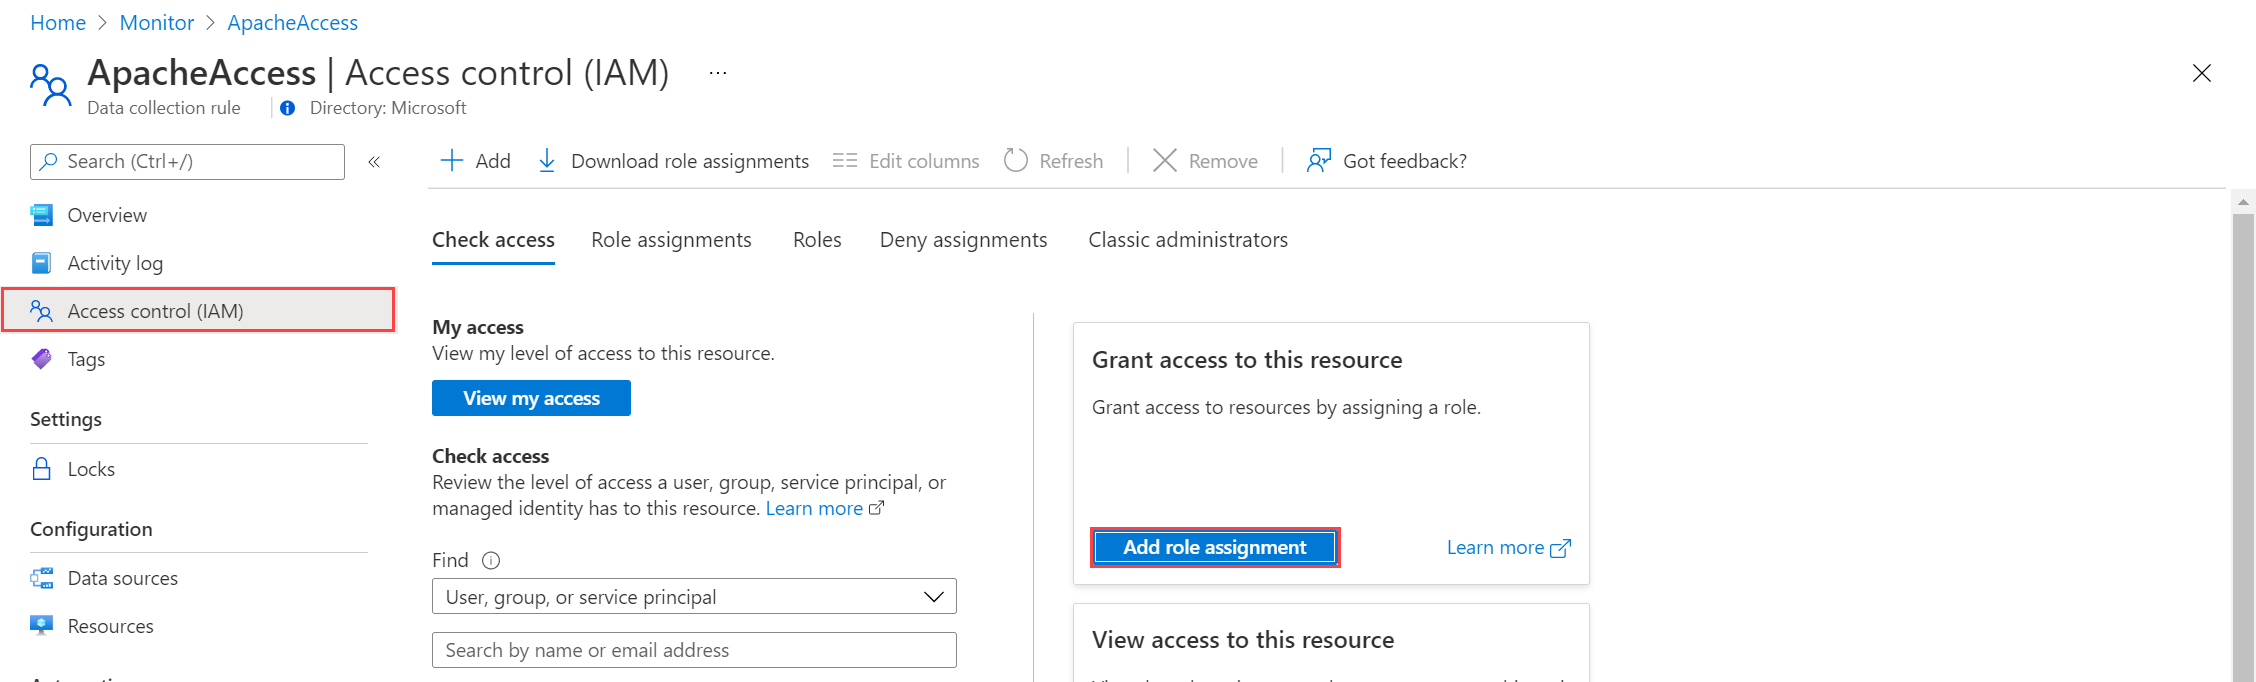 Home > Monitor > ApacheAccess
ApacheAccess | Access control (IAM) ...
Data collection rule | Directory: Microsoft
Search (Ctrl+/) «
Overview
Activity log
Access control (IAM)
Tags
Settings
Locks
Configuration
Data sources
Resources
Add Download role assignments Edit columns Refresh | Remove | Got feedback?
Check access Role assignments Roles Deny assignments Classic administrators
My access
View my level of access to this resource.
View my access
Check access
Review the level of access a user, group, service principal, or
managed identity has to this resource. Learn more
Find
User, group, or service principal
Search by name or email address
Grant access to this resource
Grant access to resources by assigning a role.
Add role assignment Learn more
View access to this resource